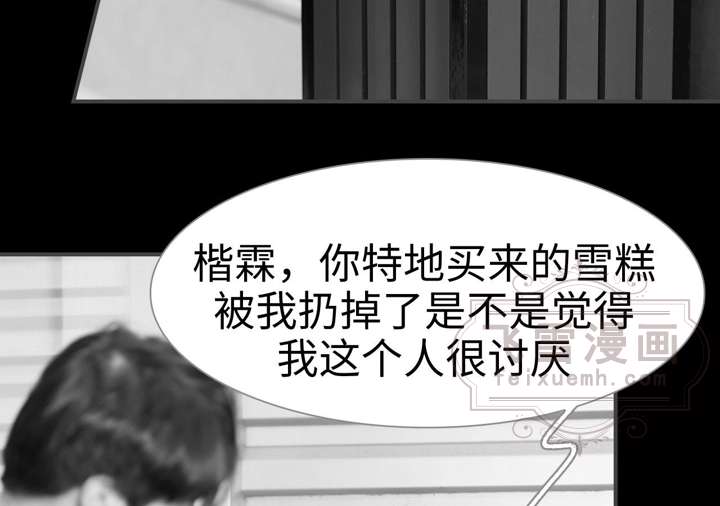 楷霖，你特地买来的雪糕
被我扔掉了是不是觉得
我这个人很讨厌
飞雪漫画
feixuemh.com